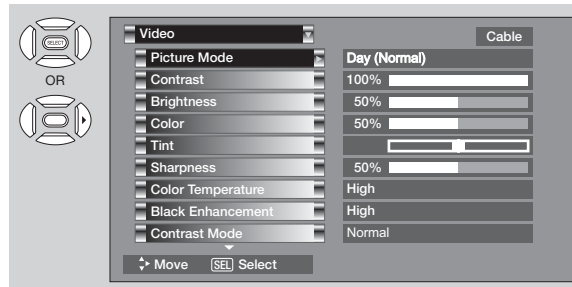 SELECT
OR
Video
Cable
Picture Mode Day (Normal)
Contrast 100%
Brightness 50%
Color 50%
Tint
Sharpness 50%
Color Temperature High
Black Enhancement High
Contrast Mode Normal
Move SEL Select